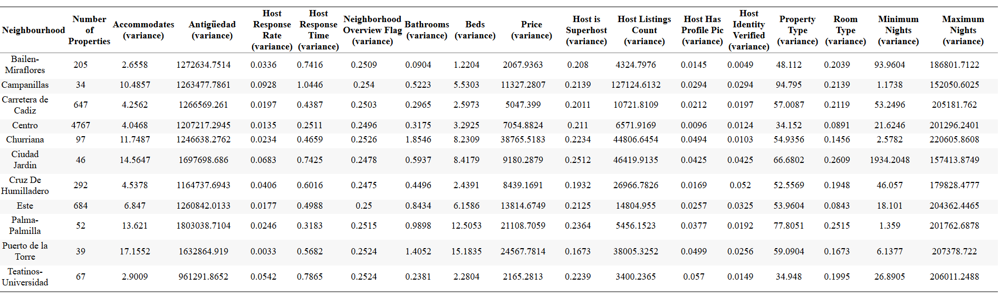 Neighbourhood Number of Properties Accommodates (variance) Antigüedad (variance) Host Response Rate (variance) Host Response Time (variance) Neighborhood Overview Flag (variance) Bathrooms (variance) Beds (variance) Price (variance) Host is Superhost (variance) Host Listings Count (variance) Host Has Profile Pic (variance) Host Identity Verified (variance) Property Type (variance) Room Type (variance) Minimum Nights (variance) Maximum Nights (variance)
Bailen-Miraflores 205 2.6558 1272634.7514 0.0336 0.7416 0.2509 0.0904 1.2204 2067.9363 0.208 4324.7976 0.0145 0.0049 48.112 0.2039 93.9604 186801.7122
Campanillas 34 10.4857 1263477.7861 0.0928 1.0446 0.254 0.5223 5.5303 11327.2807 0.2139 127124.6132 0.0294 0.0294 94.795 0.2139 1.1738 152050.6025
Carretera de Cadiz 647 4.2562 1266569.261 0.0197 0.4387 0.2503 0.2965 2.5973 5047.399 0.2011 10721.8109 0.0212 0.0197 57.0087 0.2119 53.2496 205181.762
Centro 4767 4.0468 1207217.2945 0.0135 0.2511 0.2496 0.3175 3.2925 7054.8824 0.211 6571.9169 0.0096 0.0124 34.152 0.0891 21.6246 201296.2401
Churriana 97 11.7487 1246638.2762 0.0234 0.4659 0.2526 1.8546 8.2309 38765.5183 0.2234 44806.6454 0.0494 0.0103 54.9356 0.1456 2.5782 220605.8608
Ciudad Jardin 46 14.5647 1697698.686 0.0683 0.7425 0.2478 0.5937 8.4179 9180.2879 0.2512 46419.9135 0.0425 0.0425 66.6802 0.2609 1934.2048 157413.8749
Cruz De Humilladero 292 4.5378 1164737.6943 0.0406 0.6016 0.2475 0.4496 2.4391 8439.1691 0.1932 26966.7826 0.0169 0.052 52.5569 0.1948 46.057 179828.4777
Este 684 6.847 1260842.0133 0.0177 0.4988 0.25 0.8434 6.1586 13814.6749 0.2125 14804.955 0.0257 0.0325 53.9604 0.0843 18.101 204362.4465
Palma-Palmilla 52 13.621 1803038.7104 0.0246 0.3183 0.2515 0.9898 12.5053 21108.7059 0.2364 5456.1523 0.0377 0.0192 77.8051 0.2515 1.359 201762.6878
Puerto de la Torre 39 17.1552 1632864.919 0.0033 0.5682 0.2524 1.4052 15.1835 24567.7814 0.1673 38005.3252 0.0499 0.0256 59.0904 0.1673 6.1377 207378.722
Teatinos-Universidad 67 2.9009 961291.8652 0.0542 0.7865 0.2524 0.2381 2.2804 2165.2813 0.2239 3400.2365 0.057 0.0149 34.948 0.1995 26.8905 206011.2488